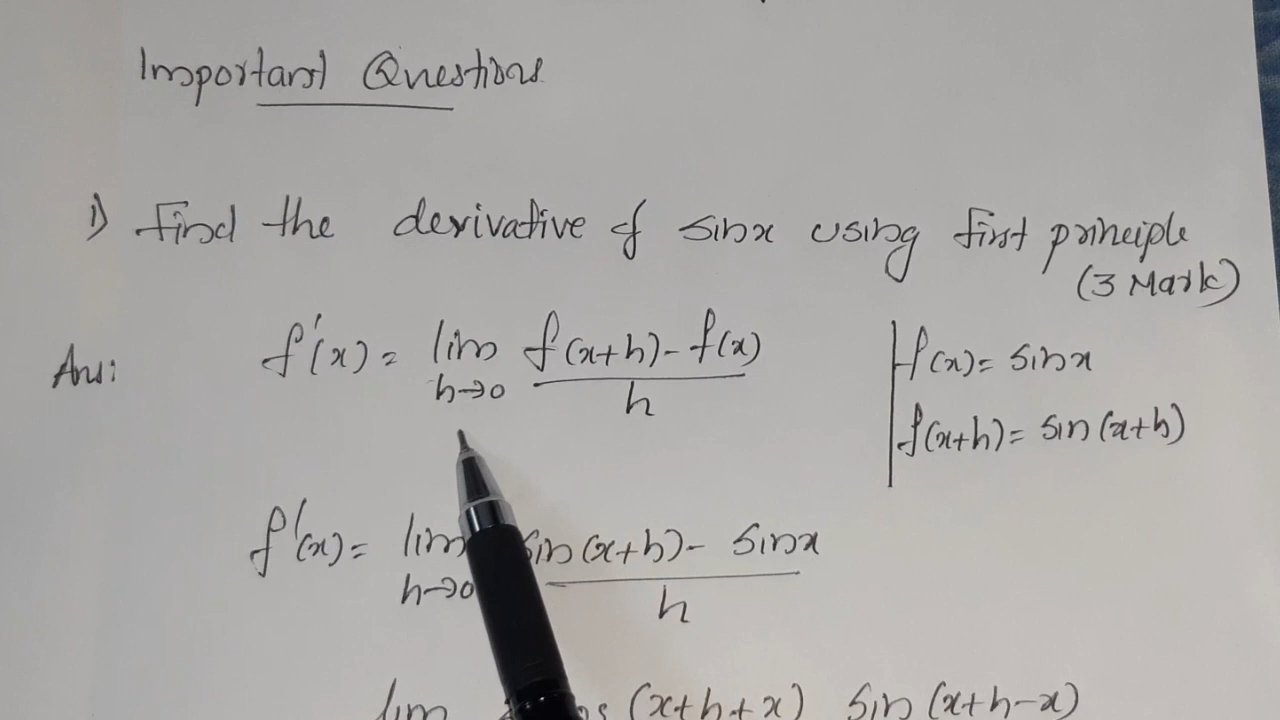 Important Questions
1) Find the derivative of sinx using first principle
(3 Mark)
Ans: f'(x) = lim h→0 f(x+h) - f(x) / h
f(x) = sinx
f(x+h) = sin(x+h)
f'(x) = lim h→0 sin(x+h) - sinx / h
lim (x+h+x) sin(x+h-x)